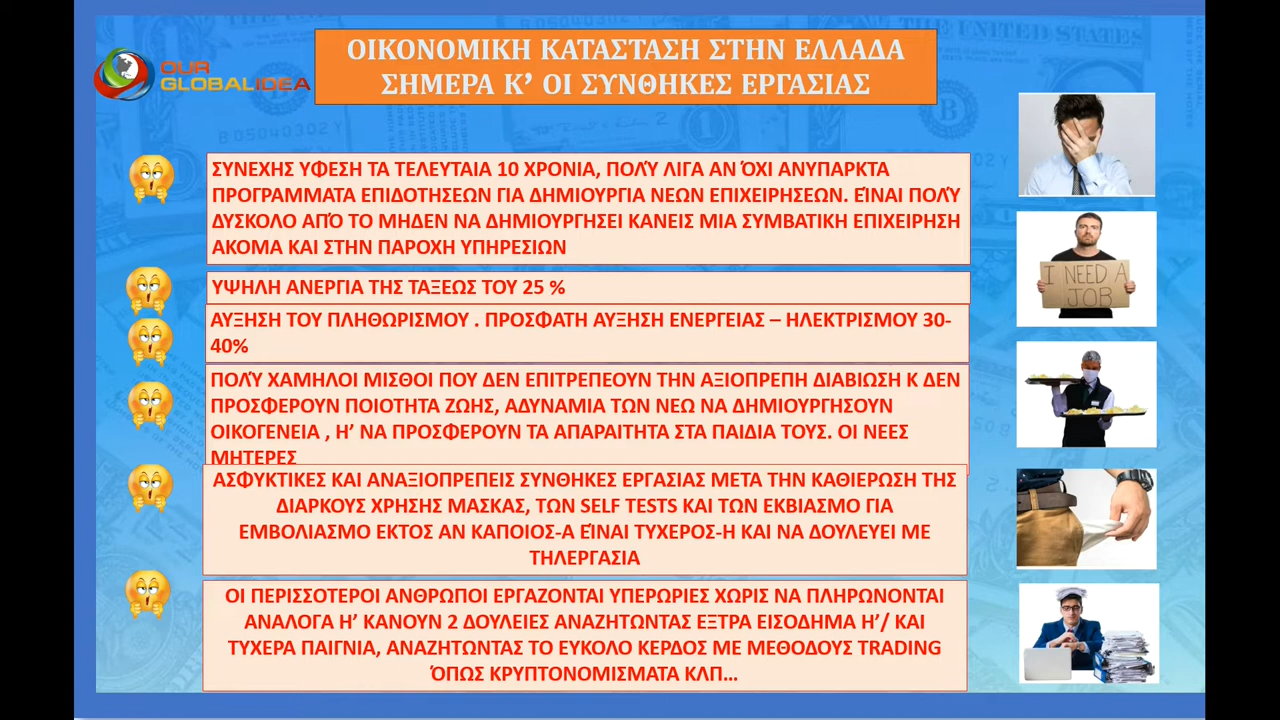 ΟΙΚΟΝΟΜΙΚΗ ΚΑΤΑΣΤΑΣΗ ΣΤΗΝ ΕΛΛΑΔΑ
ΣΗΜΕΡΑ Κ’ ΟΙ ΣΥΝΘΗΚΕΣ ΕΡΓΑΣΙΑΣ
OUR
GLOBALIDEA
ΣΥΝΕΧΗΣ ΥΦΕΣΗ ΤΑ ΤΕΛΕΥΤΑΙΑ 10 ΧΡΟΝΙΑ, ΠΟΛΎ ΛΙΓΑ ΑΝ ΌΧΙ ΑΝΥΠΑΡΚΤΑ
ΠΡΟΓΡΑΜΜΑΤΑ ΕΠΙΔΟΤΗΣΕΩΝ ΓΙΑ ΔΗΜΙΟΥΡΓΙΑ ΝΕΩΝ ΕΠΙΧΕΙΡΗΣΕΩΝ. ΕΊΝΑΙ ΠΟΛΎ
ΔΥΣΚΟΛΟ ΑΠΌ ΤΟ ΜΗΔΕΝ ΝΑ ΔΗΜΙΟΥΡΓΗΣΕΙ ΚΑΝΕΙΣ ΜΙΑ ΣΥΜΒΑΤΙΚΗ ΕΠΙΧΕΙΡΗΣΗ
ΑΚΟΜΑ ΚΑΙ ΣΤΗΝ ΠΑΡΟΧΗ ΥΠΗΡΕΣΙΩΝ
ΥΨΗΛΗ ΑΝΕΡΓΙΑ ΤΗΣ ΤΑΞΕΩΣ ΤΟΥ 25 %
ΑΥΞΗΣΗ ΤΟΥ ΠΛΗΘΩΡΙΣΜΟΥ . ΠΡΟΣΦΑΤΗ ΑΥΞΗΣΗ ΕΝΕΡΓΕΙΑΣ – ΗΛΕΚΤΡΙΣΜΟΥ 30-
40%
ΠΟΛΎ ΧΑΜΗΛΟΙ ΜΙΣΘΟΙ ΠΟΥ ΔΕΝ ΕΠΙΤΡΕΠΕΟΥΝ ΤΗΝ ΑΞΙΟΠΡΕΠΗ ΔΙΑΒΙΩΣΗ Κ ΔΕΝ
ΠΡΟΣΦΕΡΟΥΝ ΠΟΙΟΤΗΤΑ ΖΩΗΣ, ΑΔΥΝΑΜΙΑ ΤΩΝ ΝΕΩ ΝΑ ΔΗΜΙΟΥΡΓΗΣΟΥΝ
ΟΙΚΟΓΕΝΕΙΑ , Η’ ΝΑ ΠΡΟΣΦΕΡΟΥΝ ΤΑ ΑΠΑΡΑΙΤΗΤΑ ΣΤΑ ΠΑΙΔΙΑ ΤΟΥΣ. ΟΙ ΝΕΕΣ
ΜΗΤΕΡΕΣ
ΑΣΦΥΚΤΙΚΕΣ ΚΑΙ ΑΝΑΞΙΟΠΡΕΠΕΙΣ ΣΥΝΘΗΚΕΣ ΕΡΓΑΣΙΑΣ ΜΕΤΑ ΤΗΝ ΚΑΘΙΕΡΩΣΗ ΤΗΣ
ΔΙΑΡΚΟΥΣ ΧΡΗΣΗΣ ΜΑΣΚΑΣ, ΤΩΝ SELF TESTS ΚΑΙ ΤΩΝ ΕΚΒΙΑΣΜΟ ΓΙΑ
ΕΜΒΟΛΙΑΣΜΟ ΕΚΤΟΣ ΑΝ ΚΑΠΟΙΟΣ-Α ΕΊΝΑΙ ΤΥΧΕΡΟΣ-Η ΚΑΙ ΝΑ ΔΟΥΛΕΥΕΙ ΜΕ
ΤΗΛΕΡΓΑΣΙΑ
ΟΙ ΠΕΡΙΣΣΟΤΕΡΟΙ ΑΝΘΡΩΠΟΙ ΕΡΓΑΖΟΝΤΑΙ ΥΠΕΡΩΡΙΕΣ ΧΩΡΙΣ ΝΑ ΠΛΗΡΩΝΟΝΤΑΙ
ΑΝΑΛΟΓΑ Η’ ΚΑΝΟΥΝ 2 ΔΟΥΛΕΙΕΣ ΑΝΑΖΗΤΩΝΤΑΣ ΕΞΤΡΑ ΕΙΣΟΔΗΜΑ Η’/ ΚΑΙ
ΤΥΧΕΡΑ ΠΑΙΓΝΙΑ, ΑΝΑΖΗΤΩΝΤΑΣ ΤΟ ΕΥΚΟΛΟ ΚΕΡΔΟΣ ΜΕ ΜΕΘΟΔΟΥΣ TRADING
ΌΠΩΣ ΚΡΥΠΤΟΝΟΜΙΣΜΑΤΑ ΚΛΠ…
I NEED A
JOB